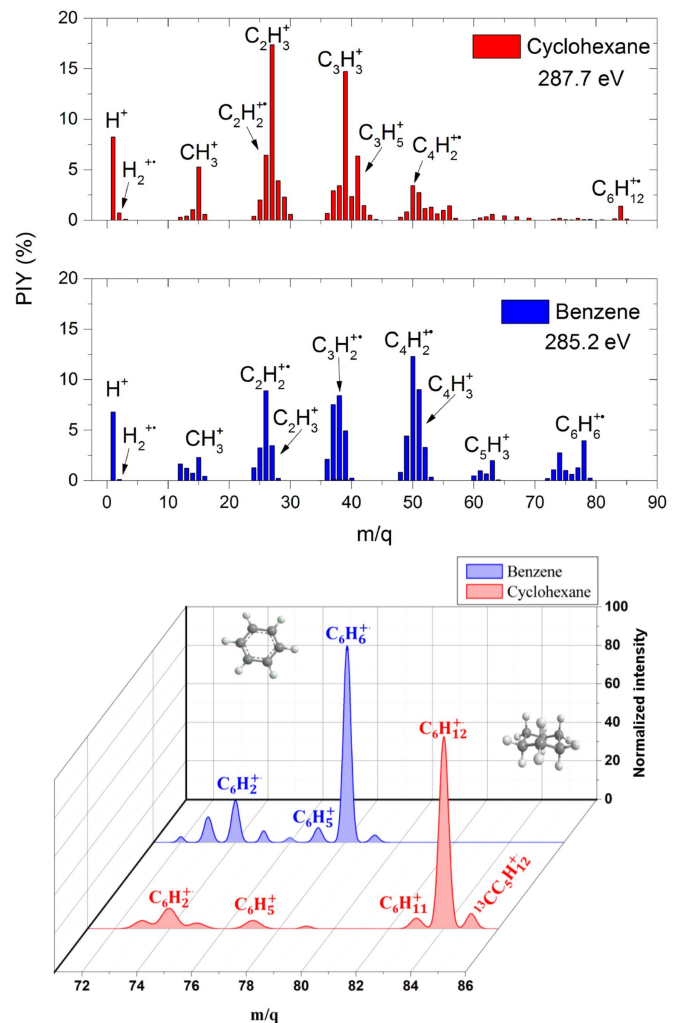 20
15
10
5
0
H⁺
H₂⁺•
CH₃⁺
C₂H₂⁺•
C₂H₃⁺
C₃H₃⁺
C₃H₅⁺
C₄H₂⁺•
C₆H₁₂⁺•
Cyclohexane
287.7 eV
PIY (%)
20
15
10
5
0
H⁺
H₂⁺•
CH₃⁺
C₂H₂⁺•
C₂H₃⁺
C₃H₂⁺•
C₄H₂⁺•
C₄H₃⁺
C₅H₃⁺
C₆H₆⁺•
Benzene
285.2 eV
0 10 20 30 40 50 60 70 80 90
m/q
Benzene
Cyclohexane
100
80
60
40
20
0
Normalized intensity
C₆H₆⁺·
C₆H₁₂⁺·
C₆H₂⁺·
C₆H₅⁺
C₆H₂⁺·
C₆H₅⁺
C₆H₁₁⁺
¹³CC₅H₁₂⁺·
72 74 76 78 80 82 84 86
m/q